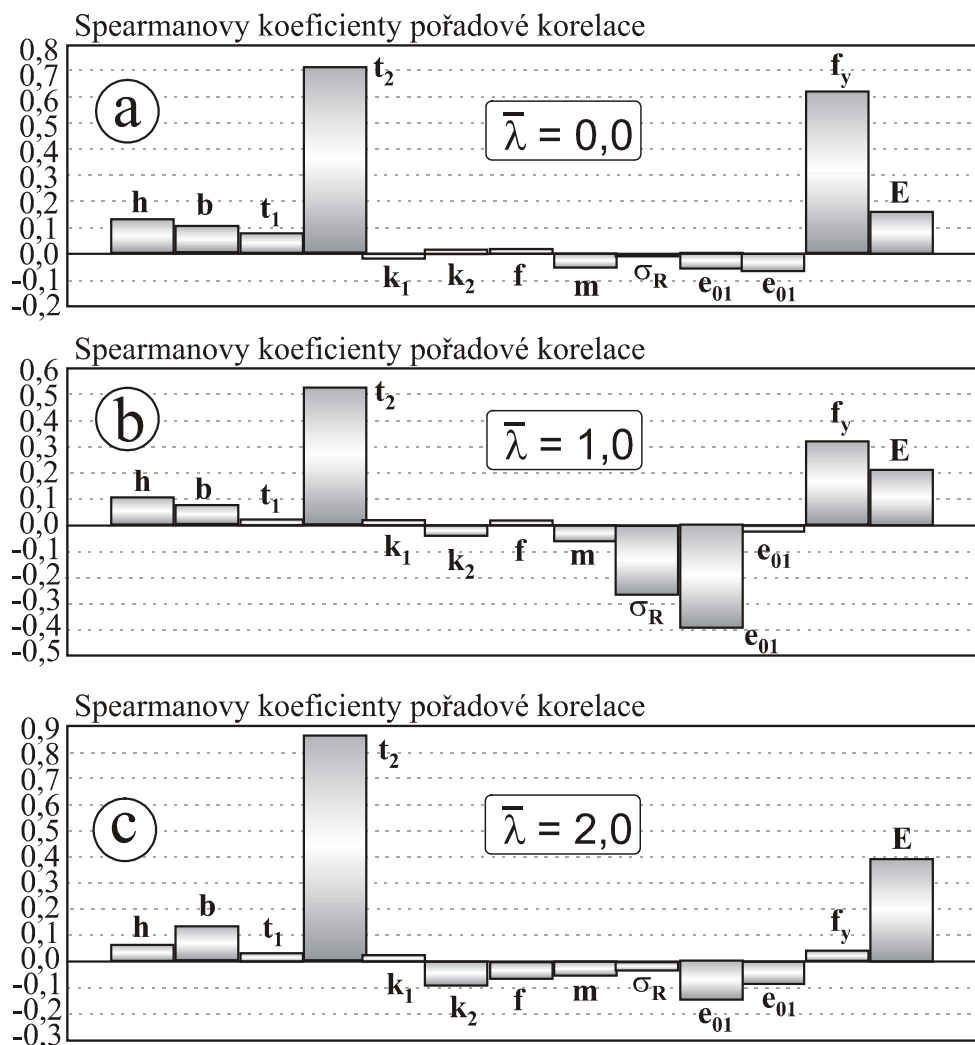 Spearmanovy koeficienty pořadové korelace
0,8
0,7
0,6
0,5
0,4
0,3
0,2
0,1
0,0
-0,1
-0,2
a
λ̅ = 0,0
h
b
t₁
t₂
k₁
k₂
f
m
σR
e₀₁
e₀₁
fy
E
Spearmanovy koeficienty pořadové korelace
0,6
0,5
0,4
0,3
0,2
0,1
0,0
-0,1
-0,2
-0,3
-0,4
-0,5
b
λ̅ = 1,0
h
b
t₁
t₂
k₁
k₂
f
m
σR
e₀₁
e₀₁
fy
E
Spearmanovy koeficienty pořadové korelace
0,9
0,8
0,7
0,6
0,5
0,4
0,3
0,2
0,1
0,0
-0,1
-0,2
-0,3
c
λ̅ = 2,0
h
b
t₁
t₂
k₁
k₂
f
m
σR
e₀₁
e₀₁
fy
E